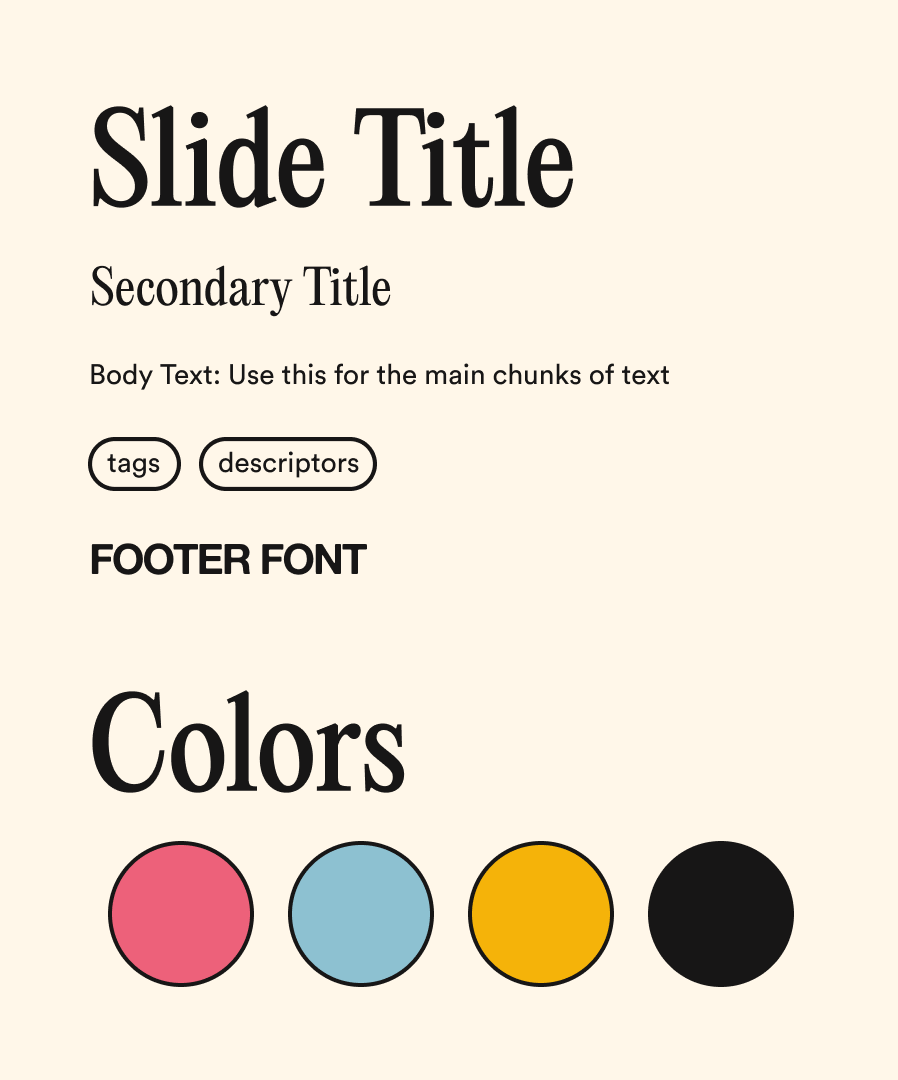 Slide Title
Secondary Title
Body Text: Use this for the main chunks of text
tags descriptors
FOOTER FONT
Colors